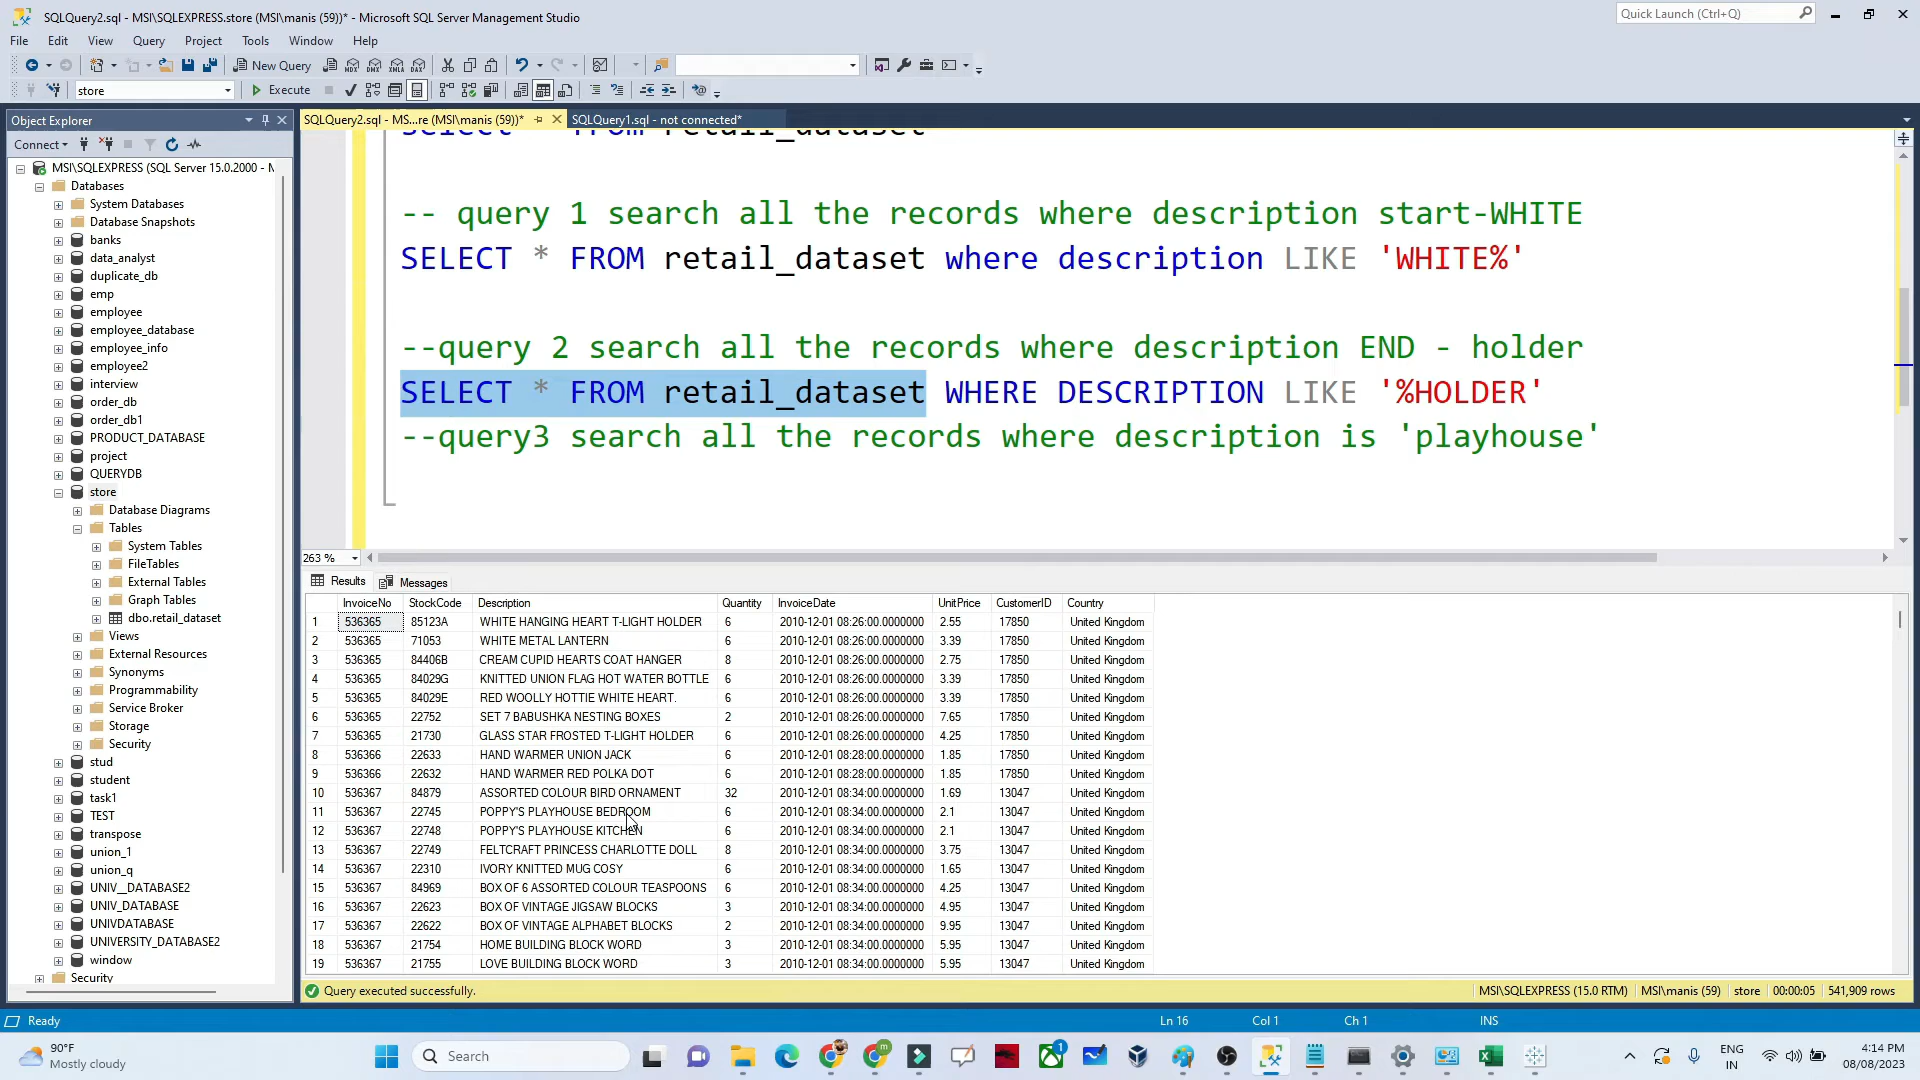 SQLQuery2.sql - MSI\SQLEXPRESS.store (MSI\manis (59))* - Microsoft SQL Server Management Studio
Quick Launch (Ctrl+Q)
File Edit View Query Project Tools Window Help
New Query
store Execute
Object Explorer
SQLQuery2.sql - MS...re (MSI\manis (59))* SQLQuery1.sql - not connected*
Connect
MSI\SQLEXPRESS (SQL Server 15.0.2000 - M
Databases
System Databases
Database Snapshots
banks
data_analyst
duplicate_db
emp
employee
employee_database
employee_info
employee2
interview
order_db
order_db1
PRODUCT_DATABASE
project
QUERYDB
store
Database Diagrams
Tables
System Tables
FileTables
External Tables
Graph Tables
dbo.retail_dataset
Views
External Resources
Synonyms
Programmability
Service Broker
Storage
Security
stud
student
task1
TEST
transpose
union_1
union_q
UNIV__DATABASE2
UNIV_DATABASE
UNIVDATABASE
UNIVERSITY_DATABASE2
window
Security
select * from retail_dataset
-- query 1 search all the records where description start-WHITE
SELECT * FROM retail_dataset where description LIKE 'WHITE%'
--query 2 search all the records where description END - holder
SELECT * FROM retail_dataset WHERE DESCRIPTION LIKE '%HOLDER'
--query3 search all the records where description is 'playhouse'
263 %
Results Messages
InvoiceNo StockCode Description Quantity InvoiceDate UnitPrice CustomerID Country
1 536365 85123A WHITE HANGING HEART T-LIGHT HOLDER 6 2010-12-01 08:26:00.0000000 2.55 17850 United Kingdom
2 536365 71053 WHITE METAL LANTERN 6 2010-12-01 08:26:00.0000000 3.39 17850 United Kingdom
3 536365 84406B CREAM CUPID HEARTS COAT HANGER 8 2010-12-01 08:26:00.0000000 2.75 17850 United Kingdom
4 536365 84029G KNITTED UNION FLAG HOT WATER BOTTLE 6 2010-12-01 08:26:00.0000000 3.39 17850 United Kingdom
5 536365 84029E RED WOOLLY HOTTIE WHITE HEART. 6 2010-12-01 08:26:00.0000000 3.39 17850 United Kingdom
6 536365 22752 SET 7 BABUSHKA NESTING BOXES 2 2010-12-01 08:26:00.0000000 7.65 17850 United Kingdom
7 536365 21730 GLASS STAR FROSTED T-LIGHT HOLDER 6 2010-12-01 08:26:00.0000000 4.25 17850 United Kingdom
8 536366 22633 HAND WARMER UNION JACK 6 2010-12-01 08:28:00.0000000 1.85 17850 United Kingdom
9 536366 22632 HAND WARMER RED POLKA DOT 6 2010-12-01 08:28:00.0000000 1.85 17850 United Kingdom
10 536367 84879 ASSORTED COLOUR BIRD ORNAMENT 32 2010-12-01 08:34:00.0000000 1.69 13047 United Kingdom
11 536367 22745 POPPY'S PLAYHOUSE BEDROOM 6 2010-12-01 08:34:00.0000000 2.1 13047 United Kingdom
12 536367 22748 POPPY'S PLAYHOUSE KITCHEN 6 2010-12-01 08:34:00.0000000 2.1 13047 United Kingdom
13 536367 22749 FELTCRAFT PRINCESS CHARLOTTE DOLL 8 2010-12-01 08:34:00.0000000 3.75 13047 United Kingdom
14 536367 22310 IVORY KNITTED MUG COSY 6 2010-12-01 08:34:00.0000000 1.65 13047 United Kingdom
15 536367 84969 BOX OF 6 ASSORTED COLOUR TEASPOONS 6 2010-12-01 08:34:00.0000000 4.25 13047 United Kingdom
16 536367 22623 BOX OF VINTAGE JIGSAW BLOCKS 3 2010-12-01 08:34:00.0000000 4.95 13047 United Kingdom
17 536367 22622 BOX OF VINTAGE ALPHABET BLOCKS 2 2010-12-01 08:34:00.0000000 9.95 13047 United Kingdom
18 536367 21754 HOME BUILDING BLOCK WORD 3 2010-12-01 08:34:00.0000000 5.95 13047 United Kingdom
19 536367 21755 LOVE BUILDING BLOCK WORD 3 2010-12-01 08:34:00.0000000 5.95 13047 United Kingdom
Query executed successfully. MSI\SQLEXPRESS (15.0 RTM) MSI\manis (59) store 00:00:05 541,909 rows
Ready Ln 16 Col 1 Ch 1 INS
90°F
Mostly cloudy
Search
ENG
IN
4:14 PM
08/08/2023